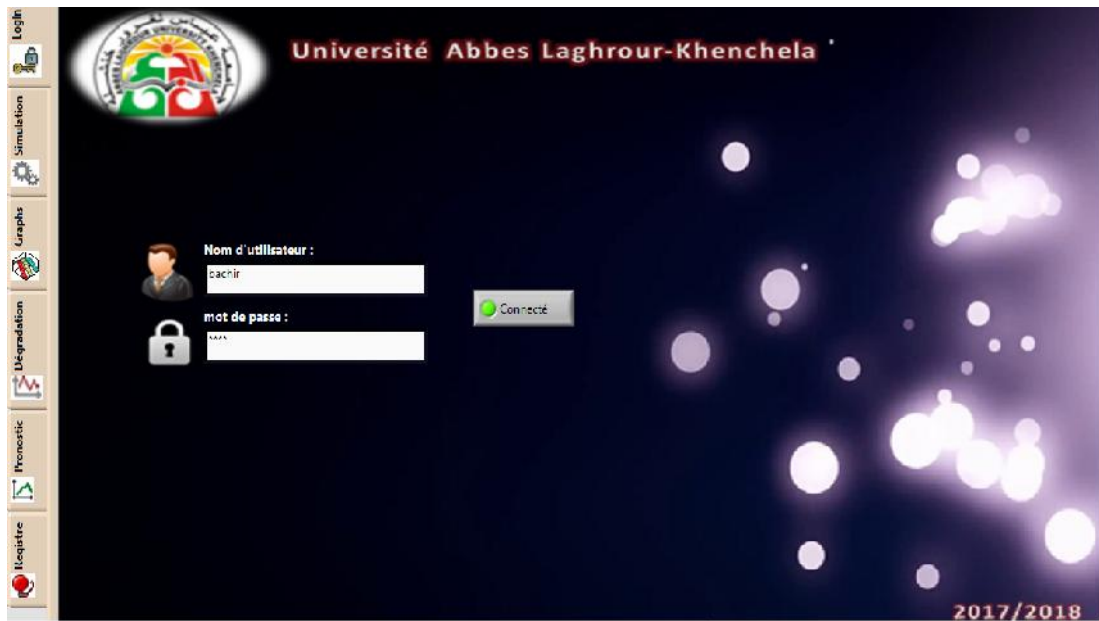 Login
Simulation
Graphs
Dégradation
Pronostic
Registre
Université Abbes Laghrour-Khenchela
Nom d'utilisateur :
bachir
mot de passe :
****
Connecté
2017/2018